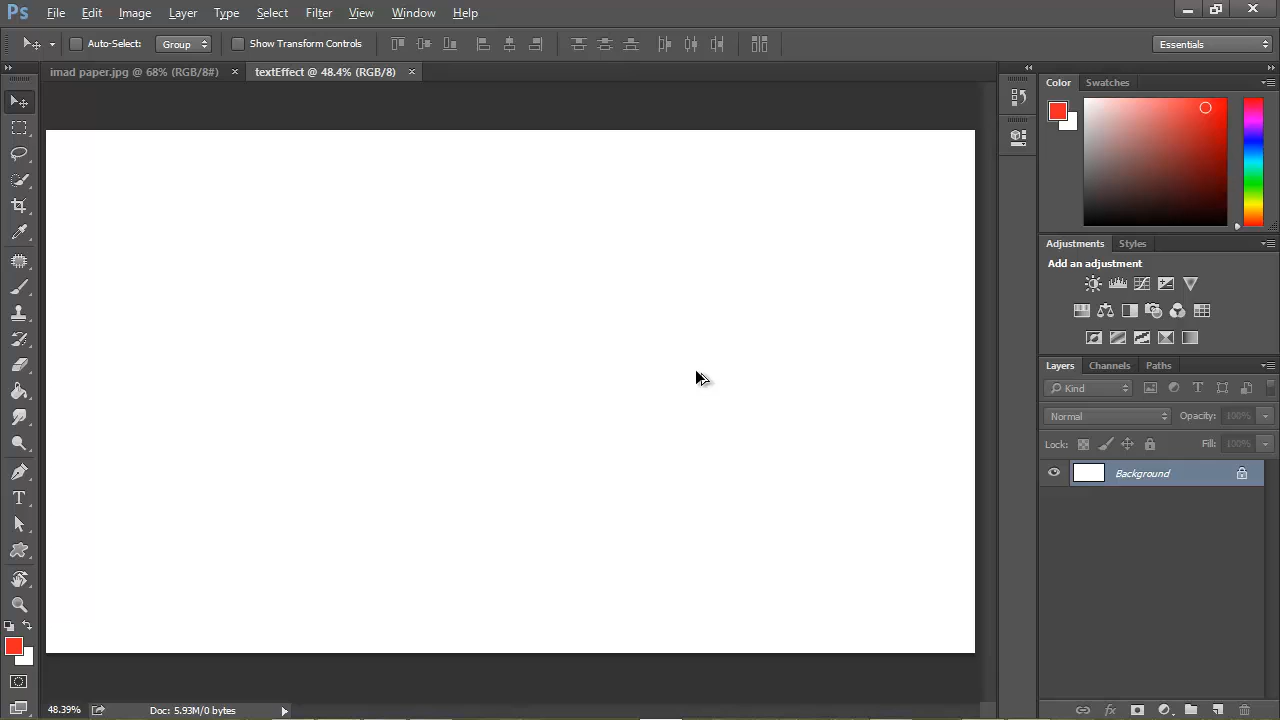 Ps File Edit Image Layer Type Select Filter View Window Help
Auto-Select: Group Show Transform Controls Essentials
imad paper.jpg @ 68% (RGB/8#) × textEffect @ 48.4% (RGB/8) ×
Color Swatches
Adjustments Styles
Add an adjustment
Layers Channels Paths
Kind T
Normal Opacity: 100%
Lock: Fill: 100%
Background
T
48.39% Doc: 5.93M/0 bytes
fx